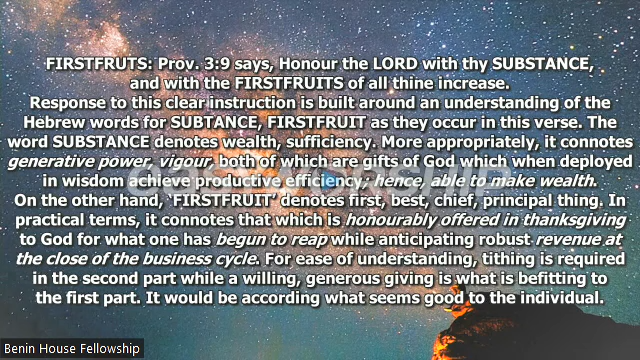 FIRSTFRUTS: Prov. 3:9 says, Honour the LORD with thy SUBSTANCE,
and with the FIRSTFRUITS of all thine increase.
Response to this clear instruction is built around an understanding of the
Hebrew words for SUBTANCE, FIRSTFRUIT as they occur in this verse. The
word SUBSTANCE denotes wealth, sufficiency. More appropriately, it connotes
generative power, vigour, both of which are gifts of God which when deployed
in wisdom achieve productive efficiency; hence, able to make wealth.
On the other hand, ‘FIRSTFRUIT’ denotes first, best, chief, principal thing. In
practical terms, it connotes that which is honourably offered in thanksgiving
to God for what one has begun to reap while anticipating robust revenue at
the close of the business cycle. For ease of understanding, tithing is required
in the second part while a willing, generous giving is what is befitting to
the first part. It would be according what seems good to the individual.
Benin House Fellowship